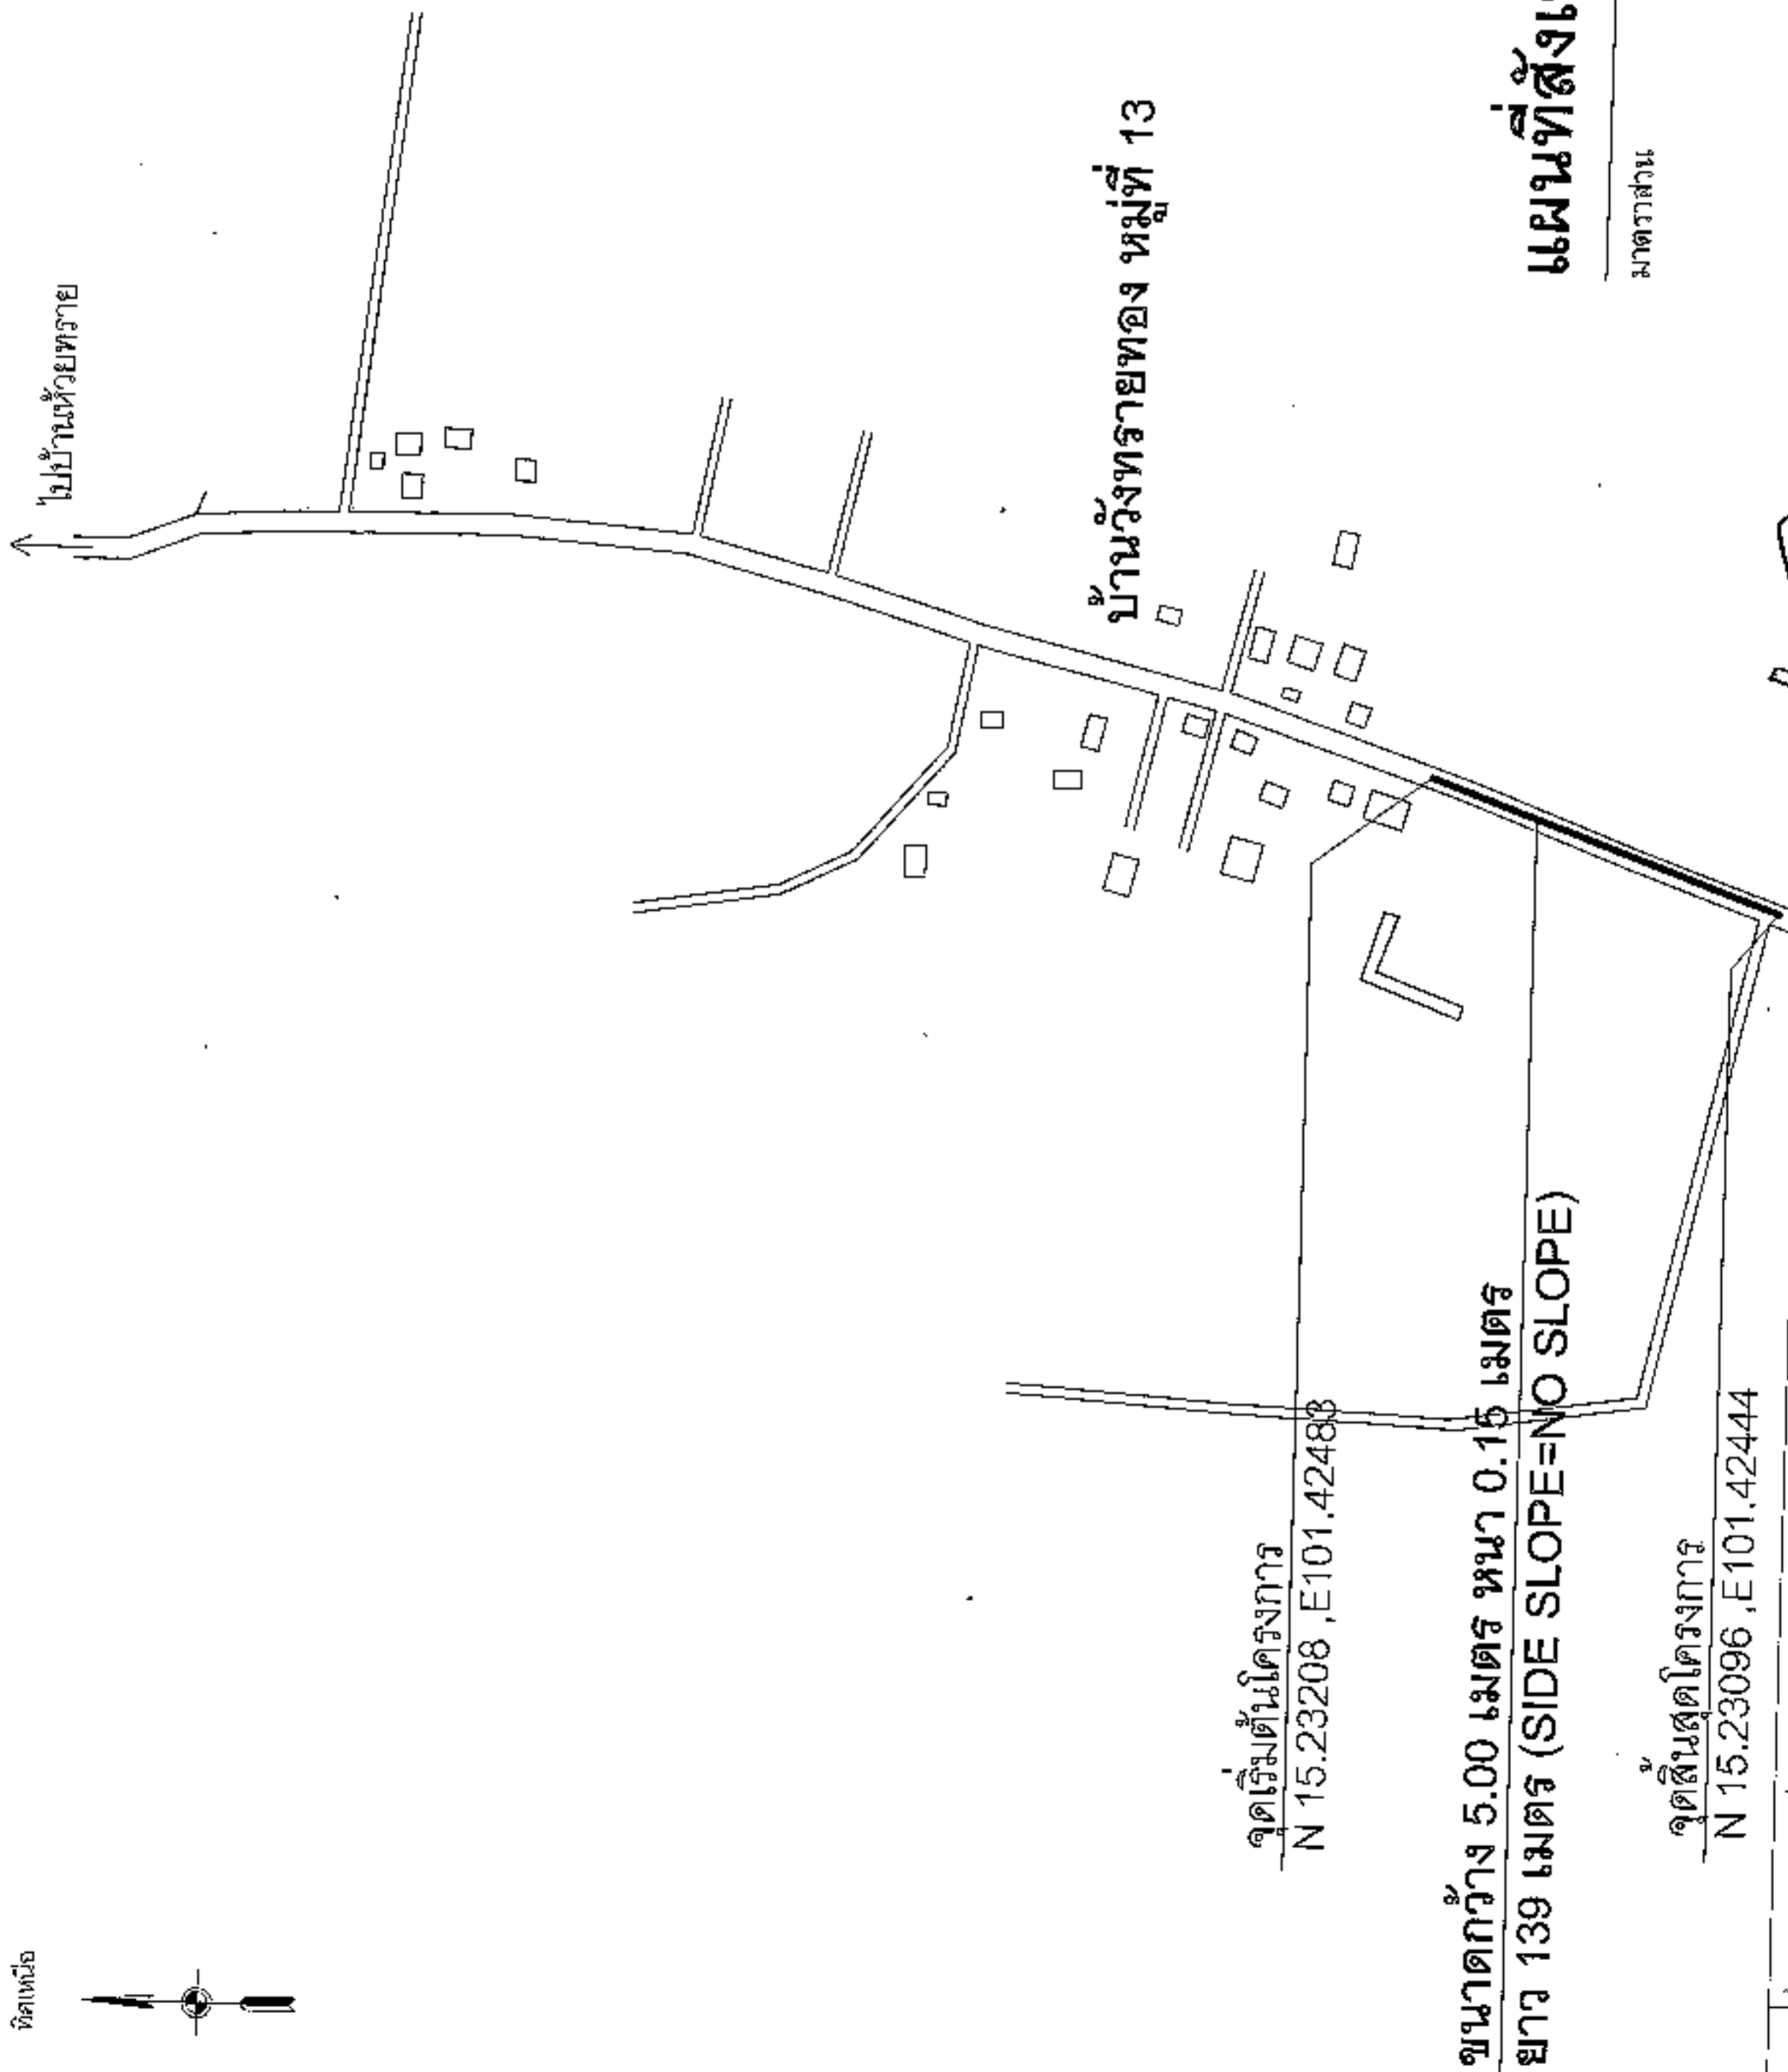 ทิศเหนือ
ไปบ้านห้วยทราย
บ้านวังทรายทอง หมู่ที่ 13
จุดเริ่มต้นโครงการ
N 15.23208 ,E101.42483
ขนาดกว้าง 5.00 เมตร หนา 0.15 เมตร
ยาว 139 เมตร (SIDE SLOPE=NO SLOPE)
จุดสิ้นสุดโครงการ
N 15.23096 ,E101.42444
แผนที่สังเ
มาตราส่วน